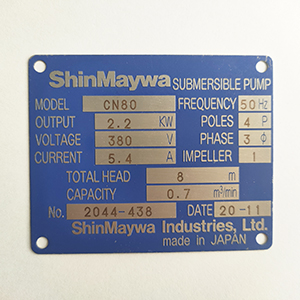 ShinMaywa SUBMERSIBLE PUMP
MODEL CN80 FREQUENCY 50 Hz
OUTPUT 2.2 KW POLES 4 P
VOLTAGE 380 V PHASE 3 ϕ
CURRENT 5.4 A IMPELLER 1
TOTAL HEAD 8 m
CAPACITY 0.7 m³/min
No. 2044-438 DATE 20-11
ShinMaywa Industries, Ltd.
made in JAPAN